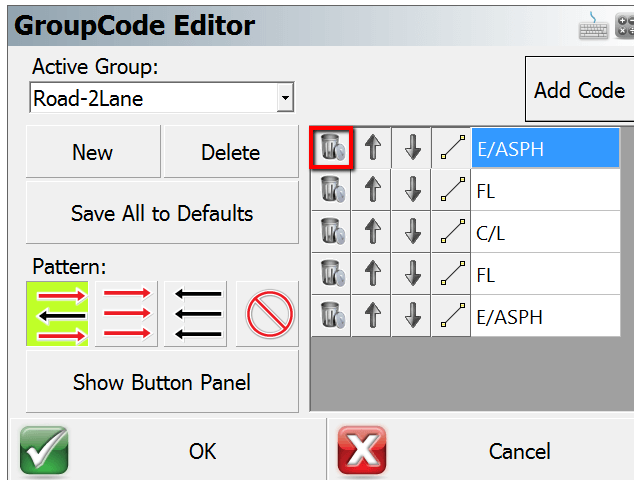 GroupCode Editor
Active Group:
Road-2Lane
Add Code
New
Delete
Save All to Defaults
Pattern:
Show Button Panel
E/ASPH
FL
C/L
FL
E/ASPH
OK
Cancel